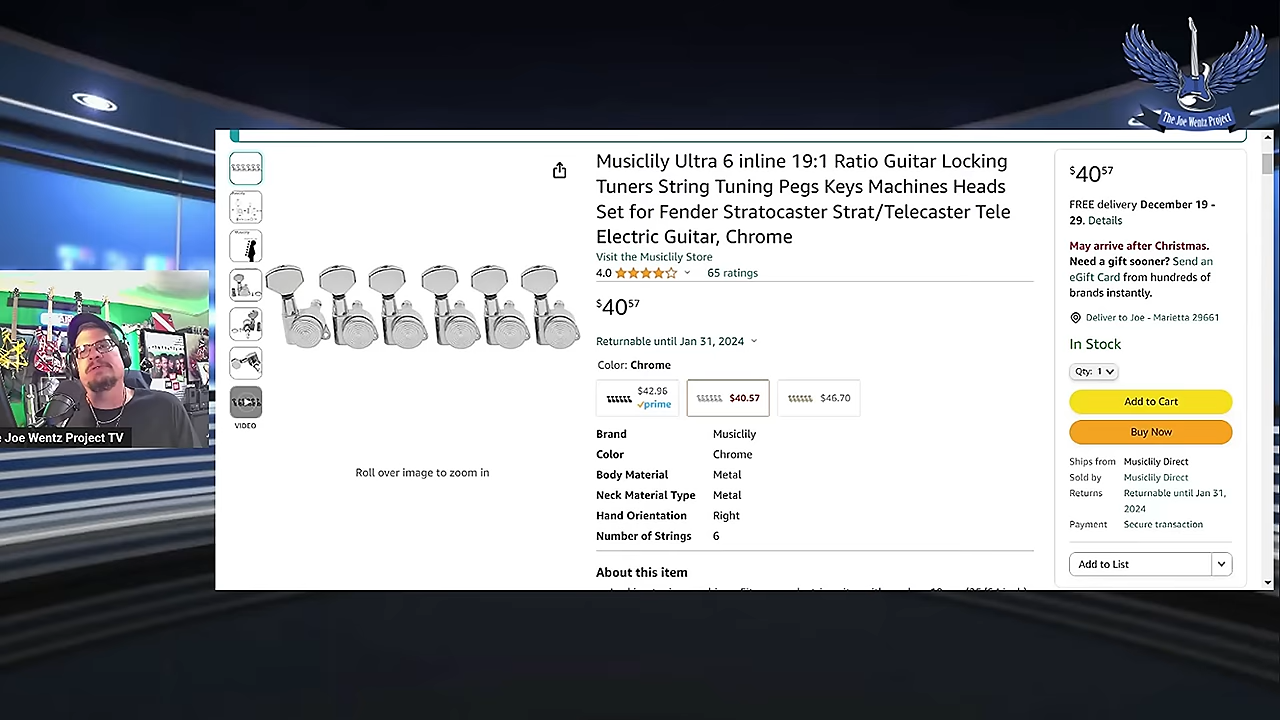 The Joe Wentz Project
Musiclily Ultra 6 inline 19:1 Ratio Guitar Locking
Tuners String Tuning Pegs Keys Machines Heads
Set for Fender Stratocaster Strat/Telecaster Tele
Electric Guitar, Chrome
Visit the Musiclily Store
4.0
65 ratings
$4057
Returnable until Jan 31, 2024
Color: Chrome
$42.96
prime
$40.57
$46.70
Brand Musiclily
Color Chrome
Body Material Metal
Neck Material Type Metal
Hand Orientation Right
Number of Strings 6
About this item
VIDEO
Roll over image to zoom in
$4057
FREE delivery December 19 -
29. Details
May arrive after Christmas.
Need a gift sooner? Send an
eGift Card from hundreds of
brands instantly.
Deliver to Joe - Marietta 29661
In Stock
Qty: 1
Add to Cart
Buy Now
Ships from Musiclily Direct
Sold by Musiclily Direct
Returns Returnable until Jan 31,
2024
Payment Secure transaction
Add to List
Joe Wentz Project TV